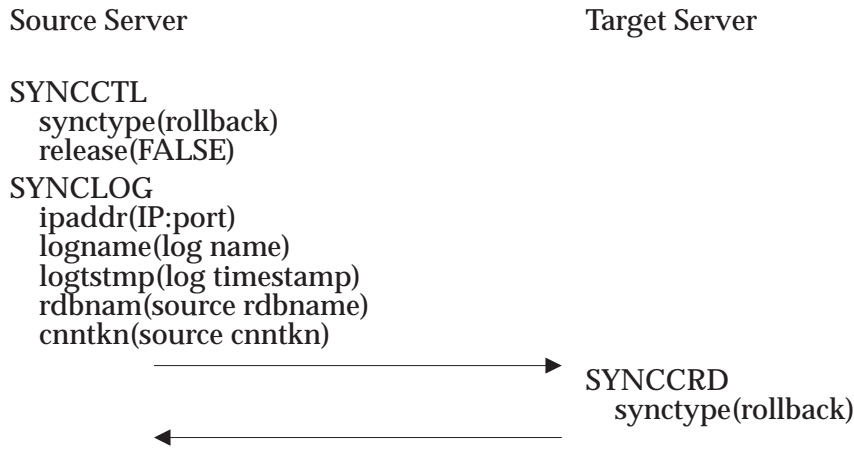 Source Server
Target Server
SYNCCTL
synctype(rollback)
release(FALSE)
SYNCLOG
ipaddr(IP:port)
logname(log name)
logtstmp(log timestamp)
rdbnam(source rdbname)
cnntkn(source cnntkn)
SYNCCRD
synctype(rollback)